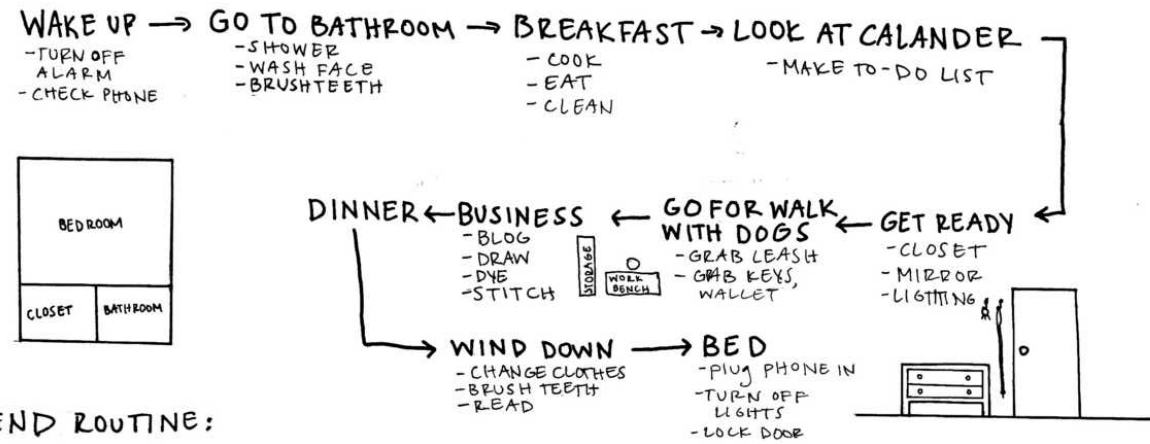 WAKE UP → GO TO BATHROOM → BREAKFAST → LOOK AT CALANDER
-TURN OFF
ALARM
-CHECK PHONE
-SHOWER
-WASH FACE
-BRUSH TEETH
-COOK
-EAT
-CLEAN
-MAKE TO-DO LIST
BEDROOM
CLOSET
BATHROOM
GET READY
-CLOSET
-MIRROR
-LIGHTING
GO FOR WALK
WITH DOGS
-GRAB LEASH
-GRAB KEYS,
WALLET
BUSINESS
-BLOG
-DRAW
-DYE
-STITCH
STORAGE
WORK
BENCH
DINNER
WIND DOWN
-CHANGE CLOTHES
-BRUSH TEETH
-READ
BED
-PlUg PHONE IN
-TURN OFF
LIGHTS
-LOCK DOOR
END ROUTINE: